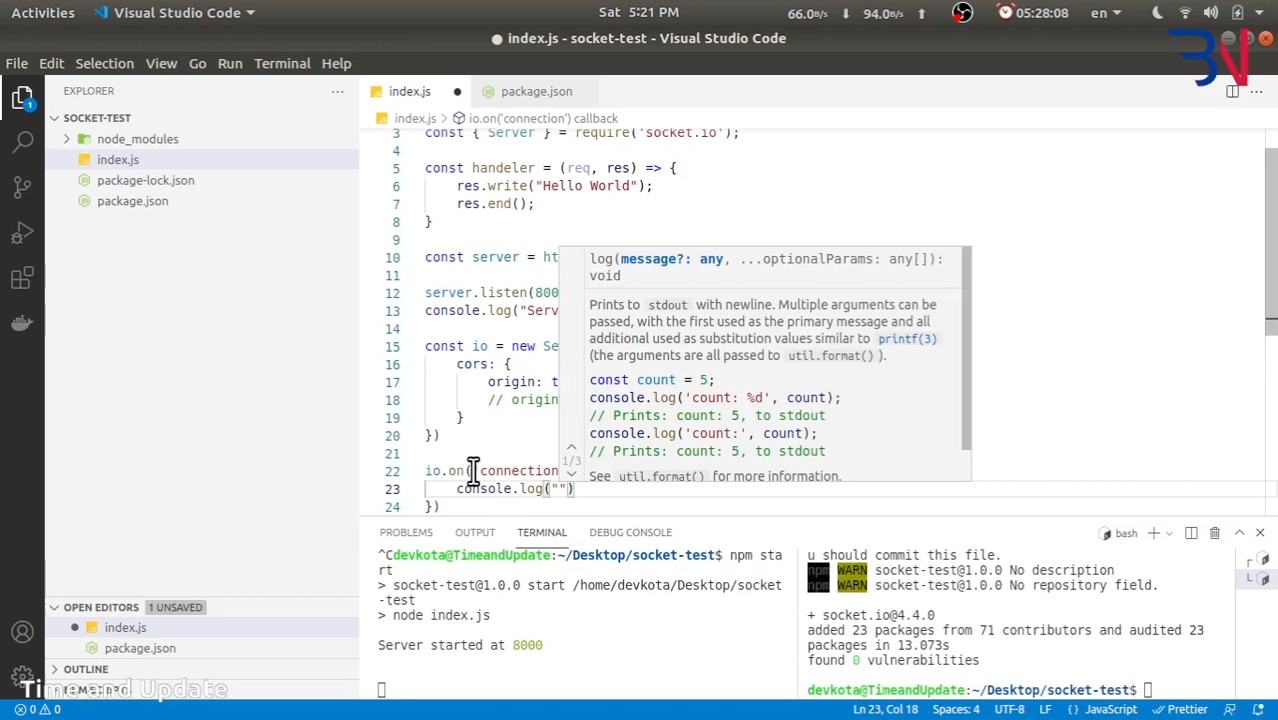 Activities
Visual Studio Code
Sat 5:21 PM
66.0B/s
94.0B/s
05:28:08
en
● index.js - socket-test - Visual Studio Code
File Edit Selection View Go Run Terminal Help
EXPLORER
SOCKET-TEST
node_modules
index.js
package-lock.json
package.json
OPEN EDITORS 1 UNSAVED
index.js
package.json
OUTLINE
Time and Update
1
index.js
package.json
index.js > io.on('connection') callback
3 const { Server } = require('socket.io');
4
5 const handeler = (req, res) => {
6 res.write("Hello World");
7 res.end();
8 }
9
10 const server = ht
11
12 server.listen(800
13 console.log("Serv
14
15 const io = new Se
16 cors: {
17 origin: t
18 // origin
19 }
20 })
21
22 io.on('connection
23 console.log("")
24 })
log(message?: any, ...optionalParams: any[]):
void
Prints to stdout with newline. Multiple arguments can be
passed, with the first used as the primary message and all
additional used as substitution values similar to printf(3)
(the arguments are all passed to util.format() ).
const count = 5;
console.log('count: %d', count);
// Prints: count: 5, to stdout
console.log('count:', count);
// Prints: count: 5, to stdout
See util.format() for more information.
1/3
PROBLEMS OUTPUT TERMINAL DEBUG CONSOLE
bash
^Cdevkota@TimeandUpdate:~/Desktop/socket-test$ npm sta
rt
> socket-test@1.0.0 start /home/devkota/Desktop/socket
-test
> node index.js
Server started at 8000
u should commit this file.
npm WARN socket-test@1.0.0 No description
npm WARN socket-test@1.0.0 No repository field.
+ socket.io@4.4.0
added 23 packages from 71 contributors and audited 23
packages in 13.073s
found 0 vulnerabilities
devkota@TimeandUpdate:~/Desktop/socket-test$
0 0
Ln 23, Col 18
Spaces: 4
UTF-8
LF
JavaScript
Prettier